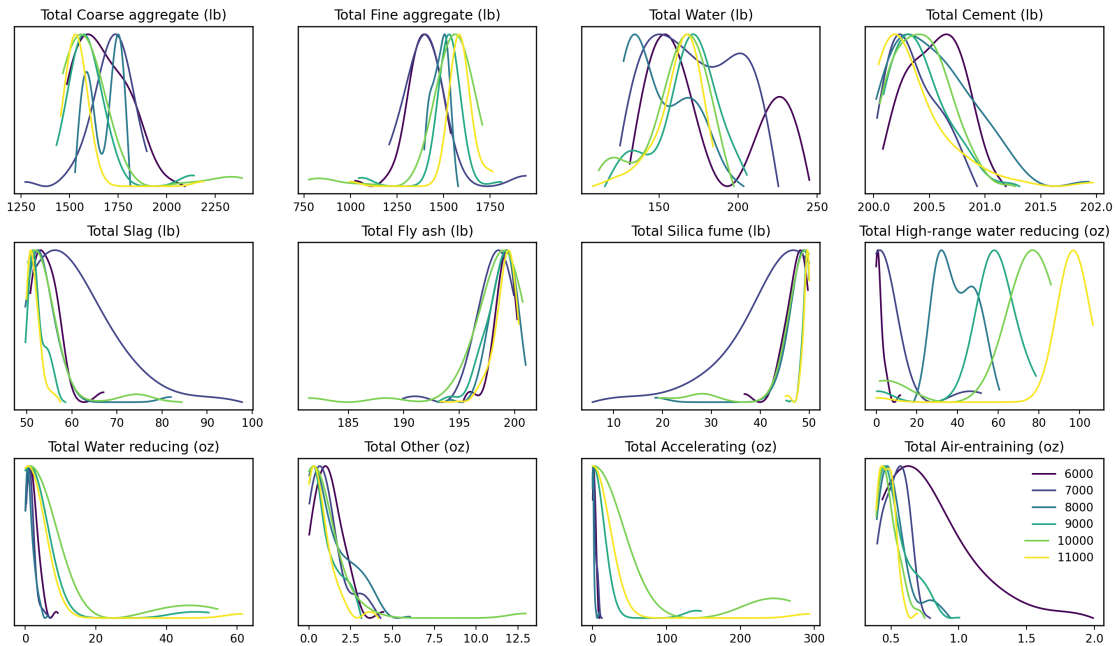 Total Coarse aggregate (lb) Total Fine aggregate (lb) Total Water (lb) Total Cement (lb)
1250 1500 1750 2000 2250 750 1000 1250 1500 1750 150 200 250 200.0 200.5 201.0 201.5 202.0
Total Slag (lb) Total Fly ash (lb) Total Silica fume (lb) Total High-range water reducing (oz)
50 60 70 80 90 100 185 190 195 200 10 20 30 40 50 0 20 40 60 80 100
Total Water reducing (oz) Total Other (oz) Total Accelerating (oz) Total Air-entraining (oz)
6000
7000
8000
9000
10000
11000
0 20 40 60 0.0 2.5 5.0 7.5 10.0 12.5 0 100 200 300 0.5 1.0 1.5 2.0